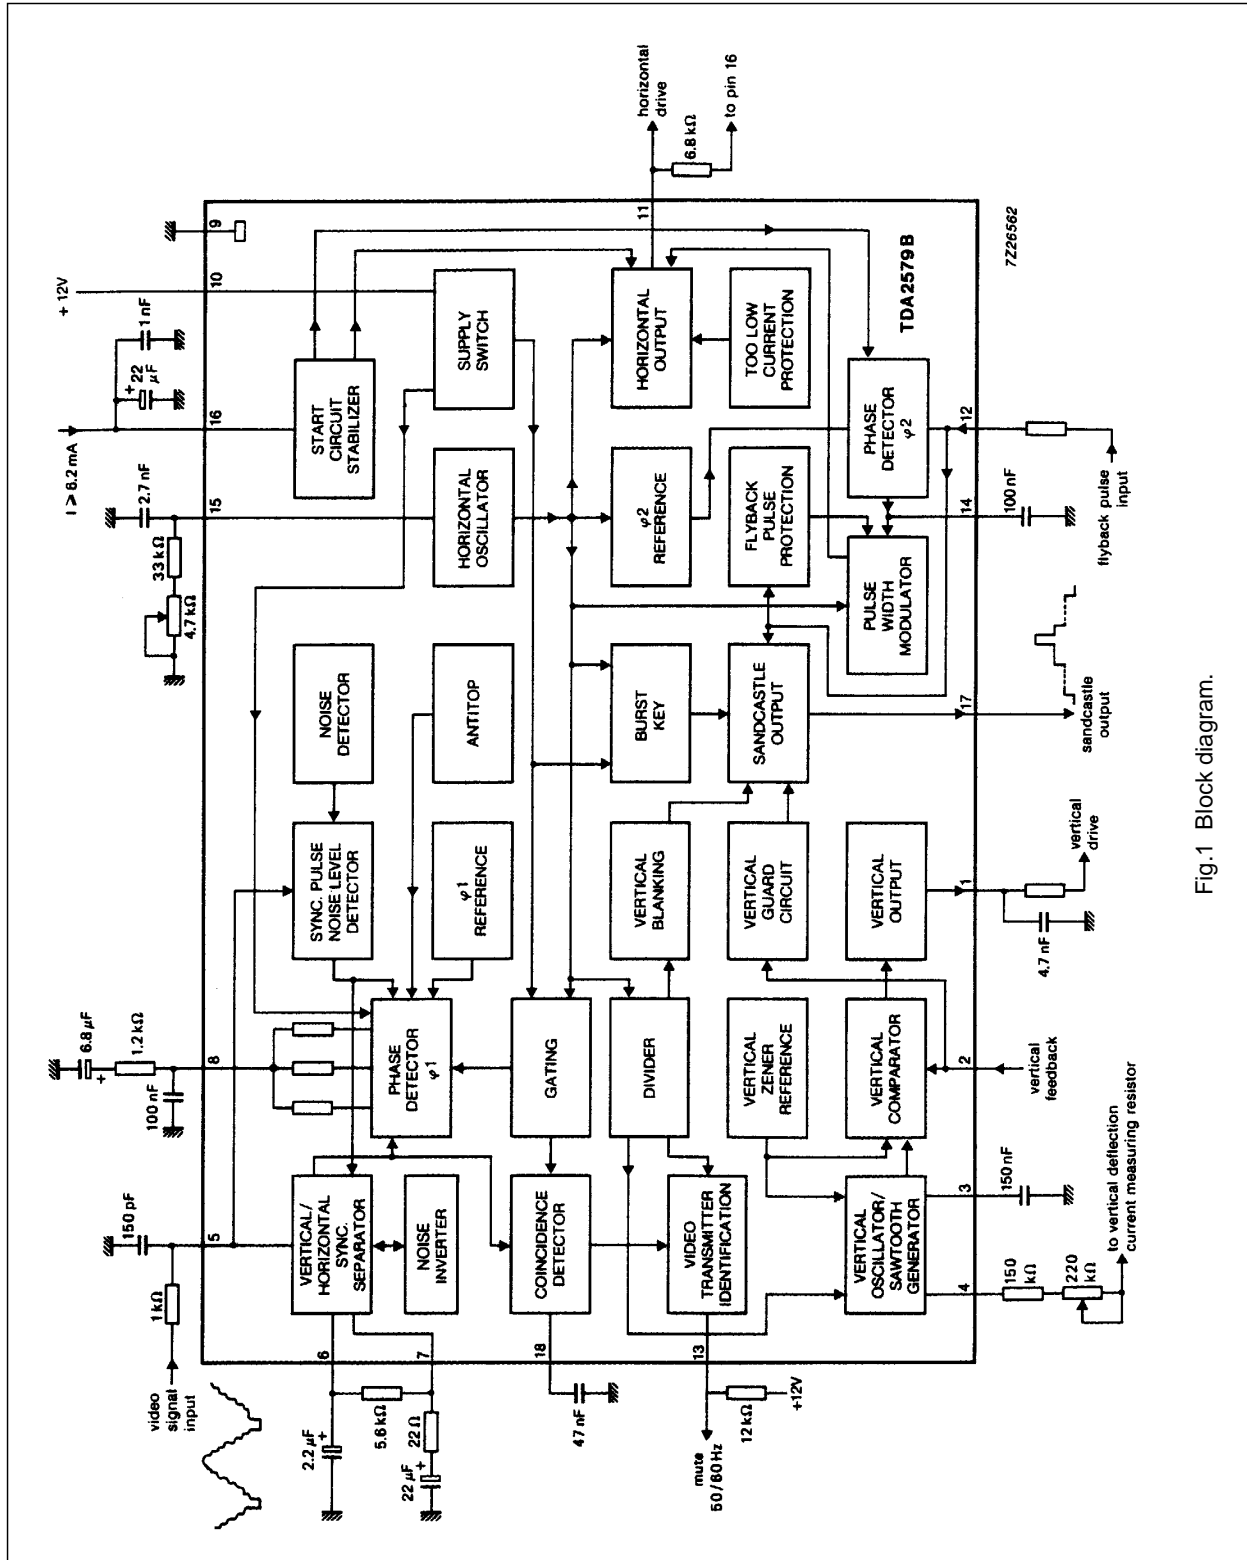 video
signal
input
1kΩ
150 pF
5
100 nF
8
1.2 kΩ
6.8 μF
+
4.7 kΩ
33 kΩ
2.7 nF
15
I ⩾ 6.2 mA
16
+ 22
μF
1 nF
+ 12V
10
9
6
2.2 μF
+
5.6 kΩ
7
22 Ω
22 μF
+
VERTICAL/
HORIZONTAL
SYNC.
SEPARATOR
NOISE
INVERTER
PHASE
DETECTOR
φ1
SYNC. PULSE
NOISE LEVEL
DETECTOR
φ1
REFERENCE
NOISE
DETECTOR
ANTITOP
START
CIRCUIT
STABILIZER
HORIZONTAL
OSCILLATOR
SUPPLY
SWITCH
18
47 nF
COINCIDENCE
DETECTOR
GATING
DIVIDER
VERTICAL
BLANKING
BURST
KEY
φ2
REFERENCE
HORIZONTAL
OUTPUT
11
horizontal
drive
6.8 kΩ
to pin 16
13
mute
50/60 Hz
12 kΩ
+12V
VIDEO
TRANSMITTER
IDENTIFICATION
VERTICAL
ZENER
REFERENCE
VERTICAL
GUARD
CIRCUIT
SANDCASTLE
OUTPUT
FLYBACK
PULSE
PROTECTION
TOO LOW
CURRENT
PROTECTION
VERTICAL
OSCILLATOR/
SAWTOOTH
GENERATOR
VERTICAL
COMPARATOR
VERTICAL
OUTPUT
PULSE
WIDTH
MODULATOR
PHASE
DETECTOR
φ2
TDA2579B
4
150
kΩ
220
kΩ
3
150 nF
to vertical deflection
current measuring resistor
2
vertical
feedback
1
4.7 nF
vertical
drive
17
sandcastle
output
14
100 nF
12
flyback pulse
input
7Z26562
Fig.1 Block diagram.